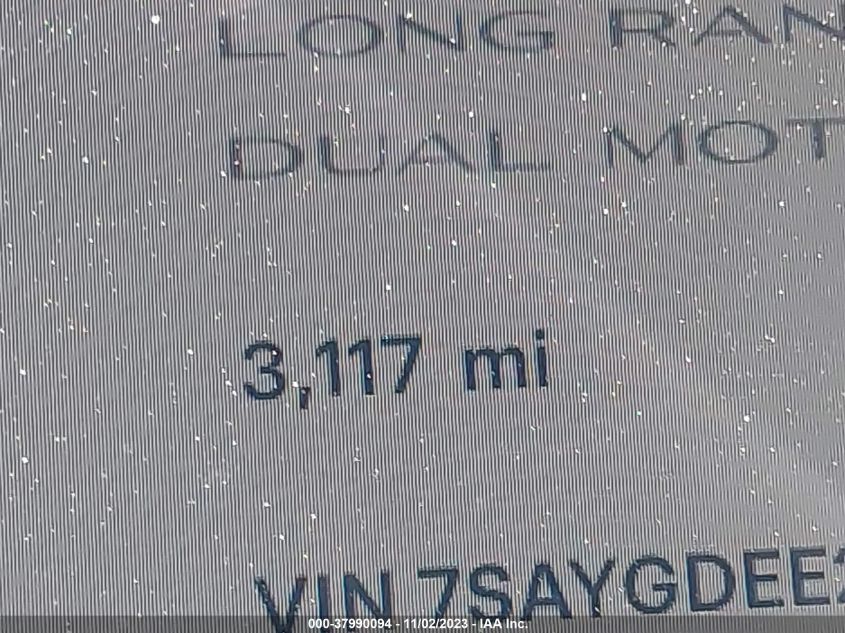 LONG RAN
DUAL MOT
3,117 mi
VIN 7SAYGDEE
000-37990094 - 11/02/2023 - IAA Inc.